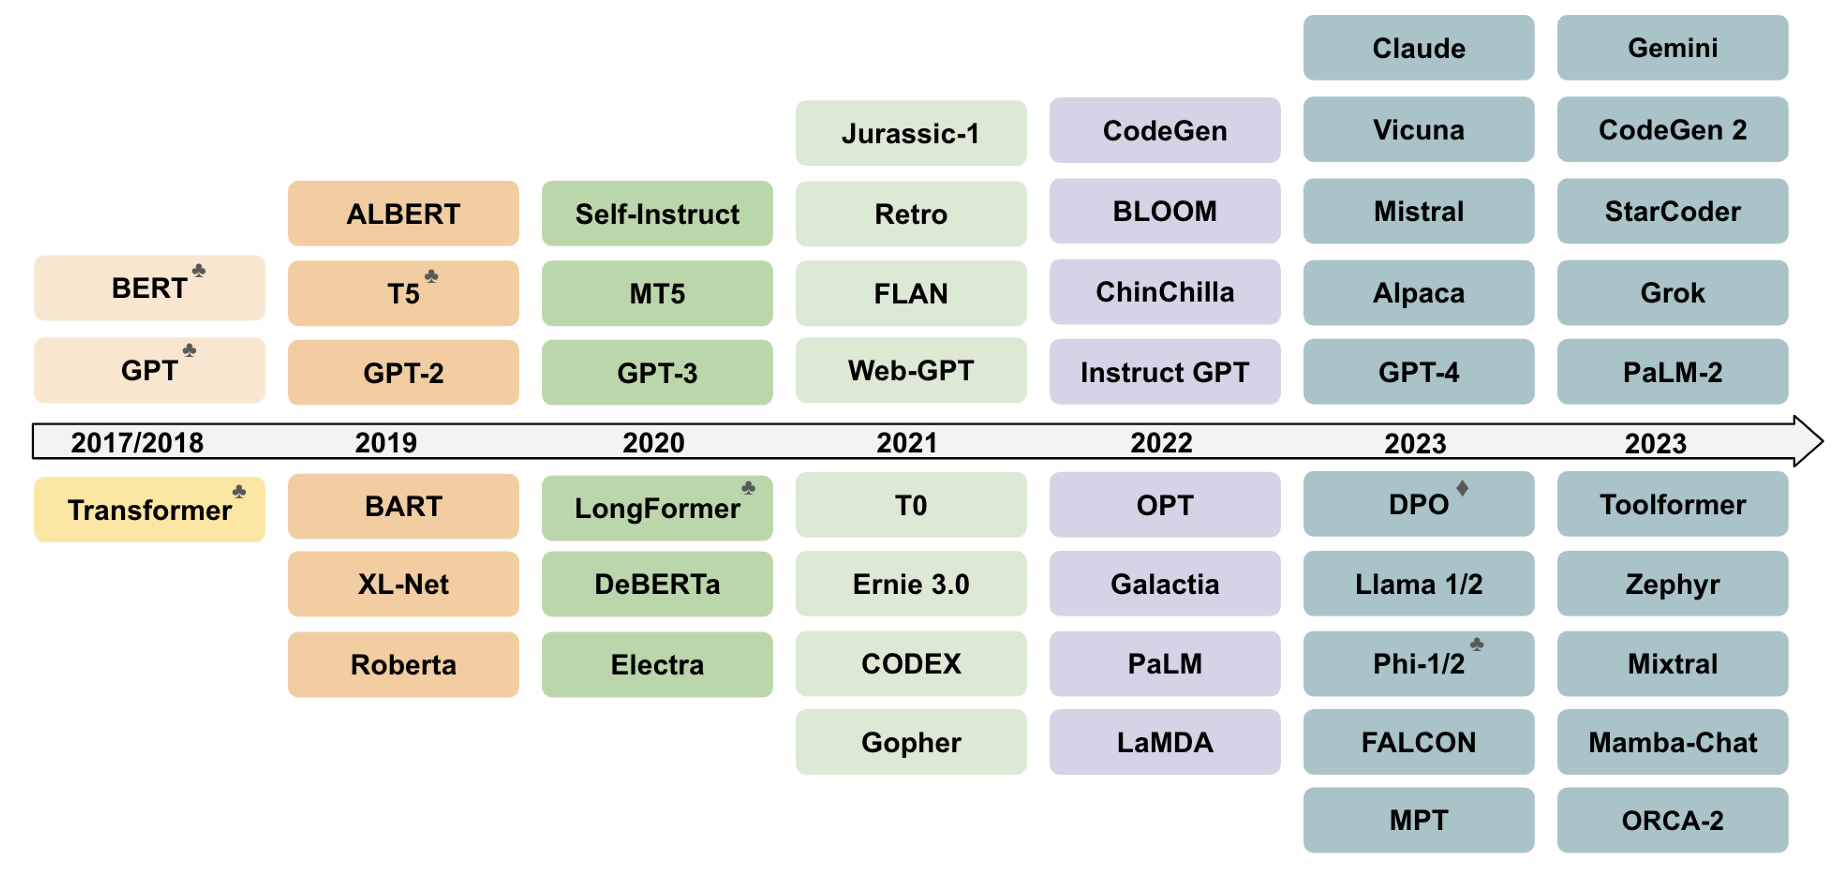 Claude
Gemini
Jurassic-1
CodeGen
Vicuna
CodeGen 2
ALBERT
Self-Instruct
Retro
BLOOM
Mistral
StarCoder
BERT♣
T5♣
MT5
FLAN
ChinChilla
Alpaca
Grok
GPT♣
GPT-2
GPT-3
Web-GPT
Instruct GPT
GPT-4
PaLM-2
2017/2018
2019
2020
2021
2022
2023
2023
Transformer♣
BART
LongFormer♣
T0
OPT
DPO♦
Toolformer
XL-Net
DeBERTa
Ernie 3.0
Galactia
Llama 1/2
Zephyr
Roberta
Electra
CODEX
PaLM
Phi-1/2♣
Mixtral
Gopher
LaMDA
FALCON
Mamba-Chat
MPT
ORCA-2